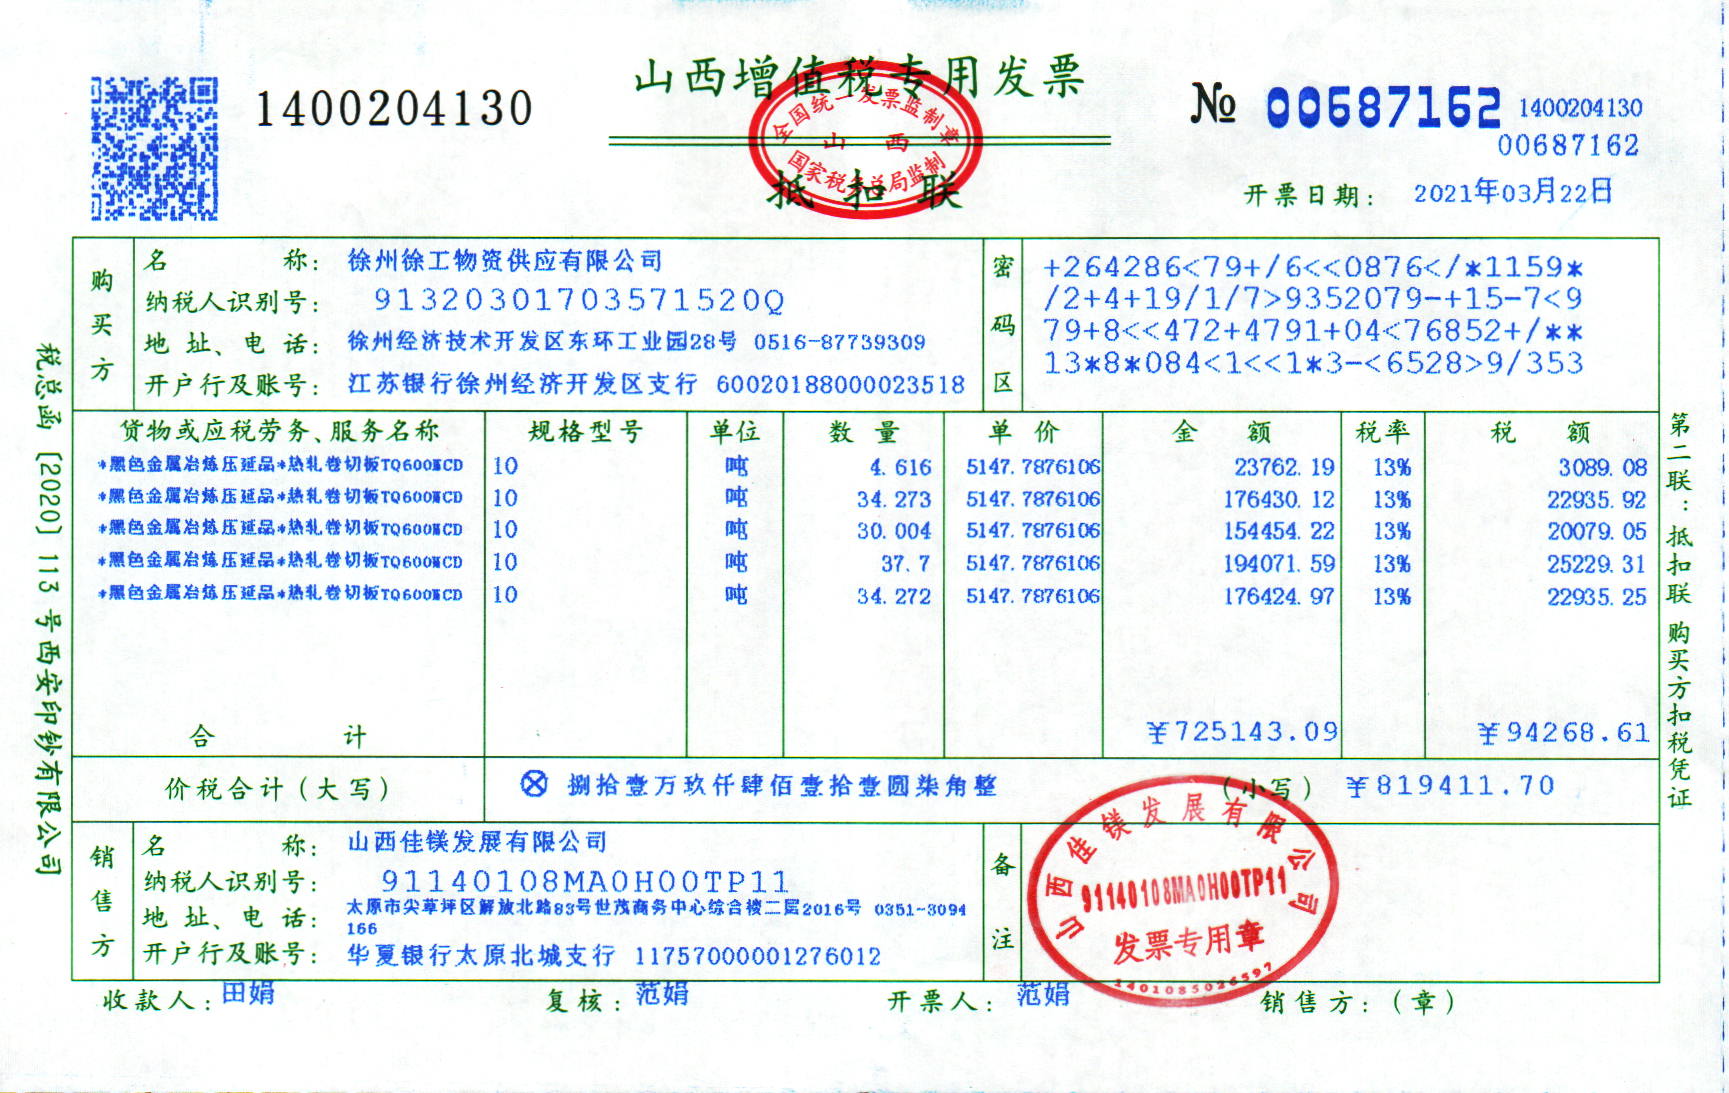 山西增值税专用发票
1400204130
全国统一发票监制章
山 西
国家税务总局监制
抵扣联
№ 00687162 1400204130
00687162
开票日期: 2021年03月22日
购买方
名 称: 徐州徐工物资供应有限公司
纳税人识别号: 91320301703571520Q
地 址、电 话: 徐州经济技术开发区东环工业园28号 0516-87739309
开户行及账号: 江苏银行徐州经济开发区支行 60020188000023518
密码区
+264286<79+/6<<0876</*1159*
/2+4+19/1/7>9352079-+15-7<9
79+8<<472+4791+04<76852+/**
13*8*084<1<<1*3-<6528>9/353
货物或应税劳务、服务名称 规格型号 单位 数 量 单 价 金 额 税率 税 额
*黑色金属冶炼压延品*热轧卷切板TQ600MCD 10 吨 4.616 5147.7876106 23762.19 13% 3089.08
*黑色金属冶炼压延品*热轧卷切板TQ600MCD 10 吨 34.273 5147.7876106 176430.12 13% 22935.92
*黑色金属冶炼压延品*热轧卷切板TQ600MCD 10 吨 30.004 5147.7876106 154454.22 13% 20079.05
*黑色金属冶炼压延品*热轧卷切板TQ600MCD 10 吨 37.7 5147.7876106 194071.59 13% 25229.31
*黑色金属冶炼压延品*热轧卷切板TQ600MCD 10 吨 34.272 5147.7876106 176424.97 13% 22935.25
合 计 ¥725143.09 ¥94268.61
价税合计(大写) ⊗ 捌拾壹万玖仟肆佰壹拾壹圆柒角整 (小写) ¥819411.70
销售方
名 称: 山西佳镁发展有限公司
纳税人识别号: 91140108MA0H00TP11
地 址、电 话: 太原市尖草坪区解放北路83号世茂商务中心综合楼二层2016号 0351-3094
166
开户行及账号: 华夏银行太原北城支行 11757000001276012
备注
山西佳镁发展有限公司
91140108MA0H00TP11
发票专用章
1401085026597
收款人: 田娟 复核: 范娟 开票人: 范娟 销售方:(章)
税总函〔2020〕113号西安印钞有限公司
第二联:抵扣联 购买方扣税凭证